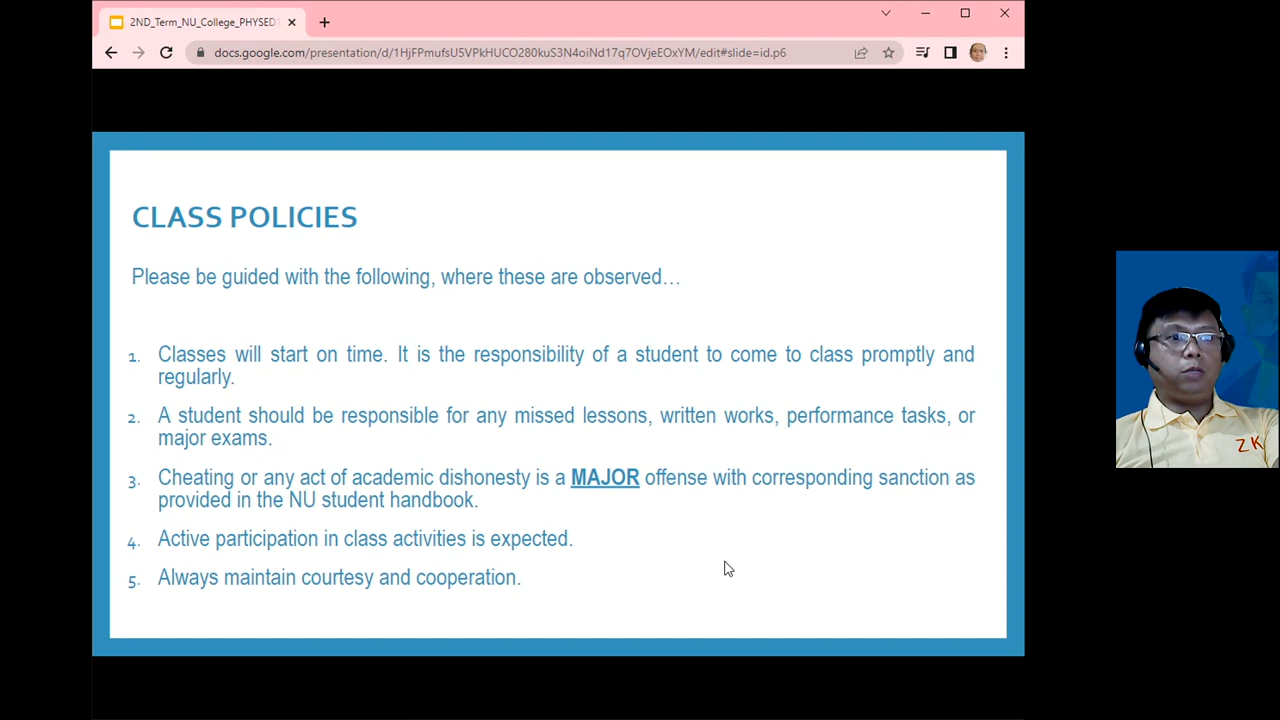 2ND_Term_NU_College_PHYSED
docs.google.com/presentation/d/1HjFPmufsU5VPkHUCO280kuS3N4oiNd17q7OVjeEOxYM/edit#slide=id.p6
CLASS POLICIES
Please be guided with the following, where these are observed…
1. Classes will start on time. It is the responsibility of a student to come to class promptly and
regularly.
2. A student should be responsible for any missed lessons, written works, performance tasks, or
major exams.
3. Cheating or any act of academic dishonesty is a MAJOR offense with corresponding sanction as
provided in the NU student handbook.
4. Active participation in class activities is expected.
5. Always maintain courtesy and cooperation.
ZK